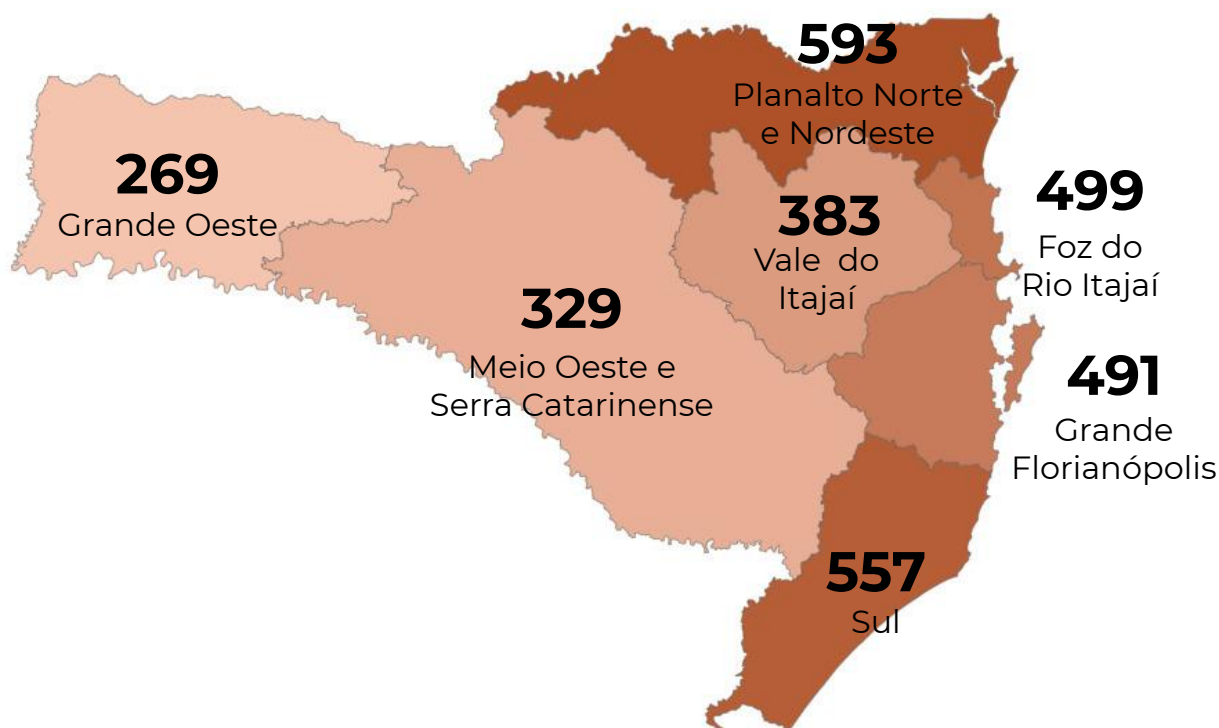 593
Planalto Norte
e Nordeste
269
Grande Oeste
499
Foz do
Rio Itajaí
383
Vale do
Itajaí
329
Meio Oeste e
Serra Catarinense
491
Grande
Florianópolis
557
Sul